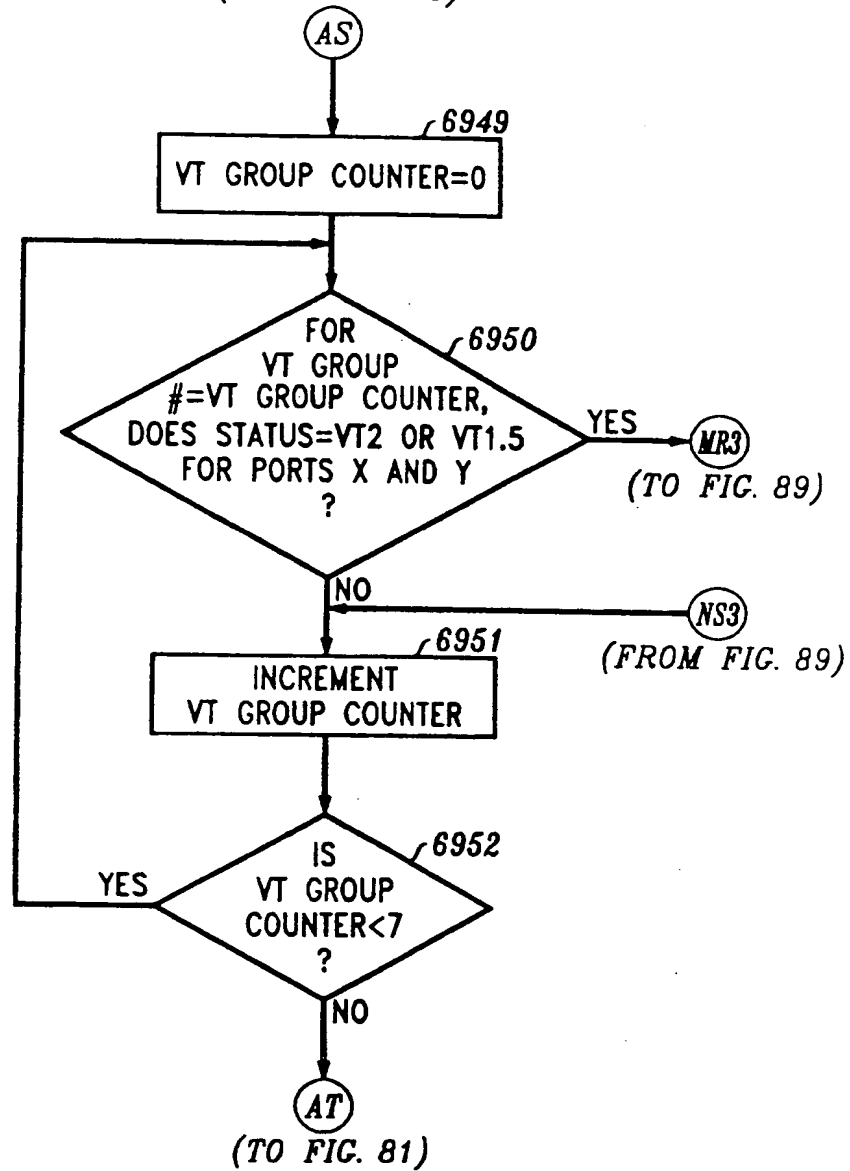 AS
6949
VT GROUP COUNTER=0
6950
FOR
VT GROUP
#=VT GROUP COUNTER,
DOES STATUS=VT2 OR VT1.5
FOR PORTS X AND Y
?
YES
MR3
(TO FIG. 89)
NO
NS3
(FROM FIG. 89)
6951
INCREMENT
VT GROUP COUNTER
6952
IS
VT GROUP
COUNTER<7
?
YES
NO
AT
(TO FIG. 81)